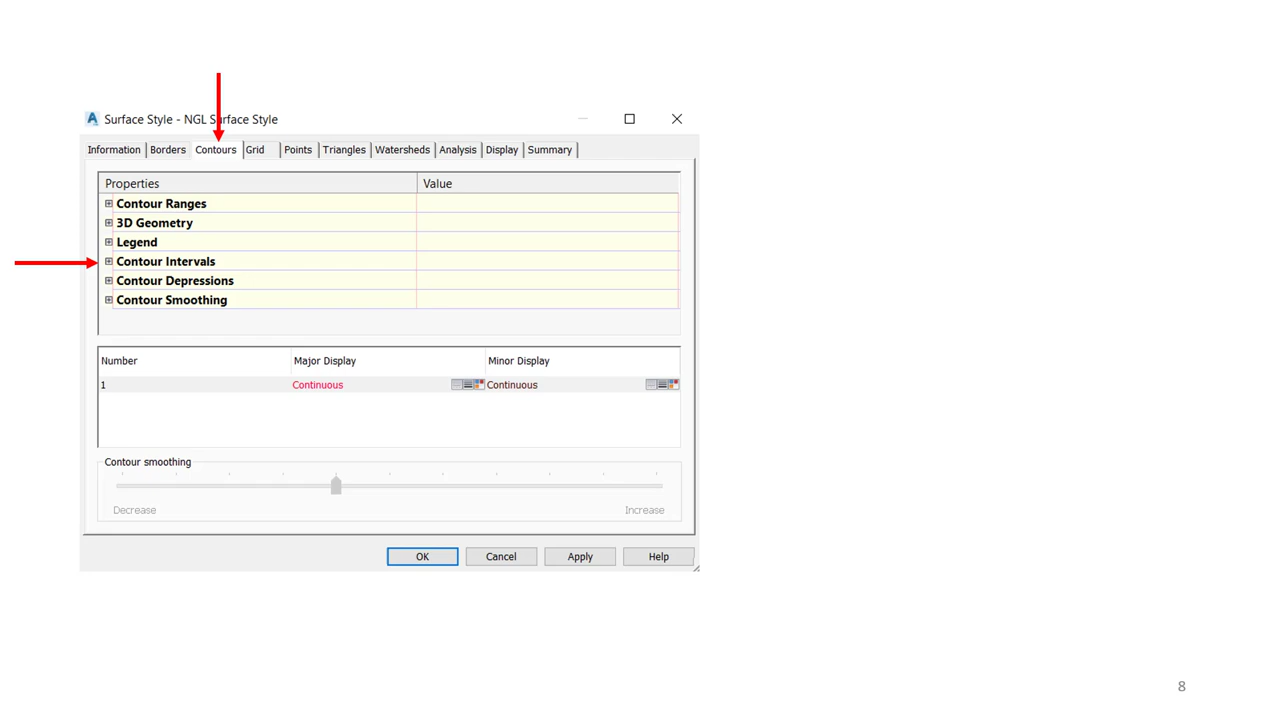 Surface Style - NGL Surface Style
Information Borders Contours Grid Points Triangles Watersheds Analysis Display Summary
Properties Value
Contour Ranges
3D Geometry
Legend
Contour Intervals
Contour Depressions
Contour Smoothing
Number Major Display Minor Display
1 Continuous Continuous
Contour smoothing
Decrease Increase
OK Cancel Apply Help
8